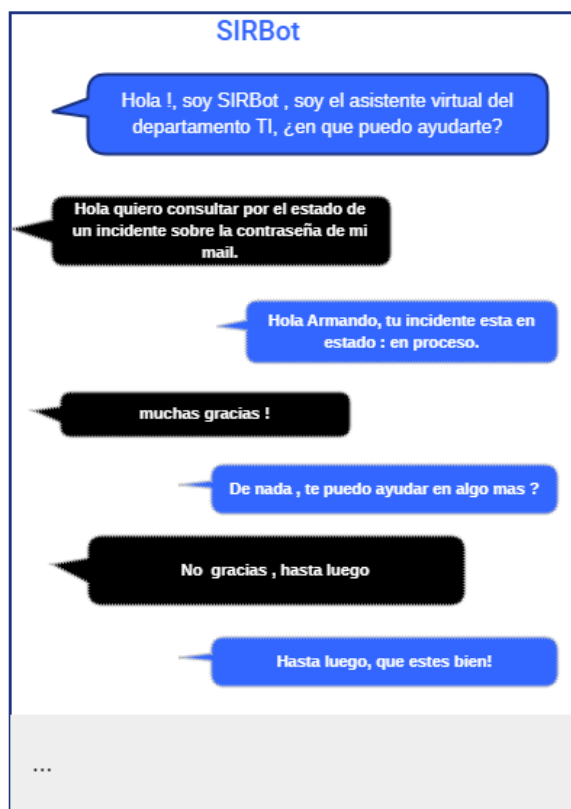 SIRBot
Hola !, soy SIRBot , soy el asistente virtual del
departamento TI, ¿en que puedo ayudarte?
Hola quiero consultar por el estado de
un incidente sobre la contraseña de mi
mail.
Hola Armando, tu incidente esta en
estado : en proceso.
muchas gracias !
De nada , te puedo ayudar en algo mas ?
No gracias , hasta luego
Hasta luego, que estes bien!
...